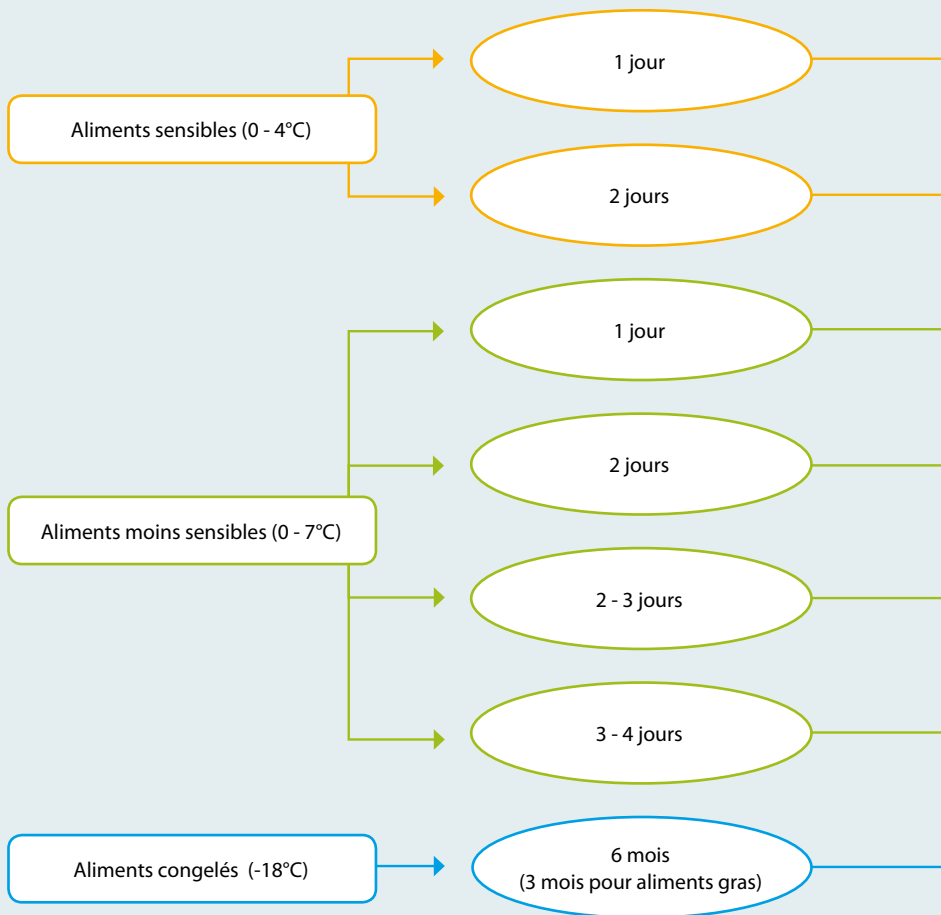 Aliments sensibles (0 - 4°C)
1 jour
2 jours
Aliments moins sensibles (0 - 7°C)
1 jour
2 jours
2 - 3 jours
3 - 4 jours
Aliments congelés (-18°C)
6 mois
(3 mois pour aliments gras)